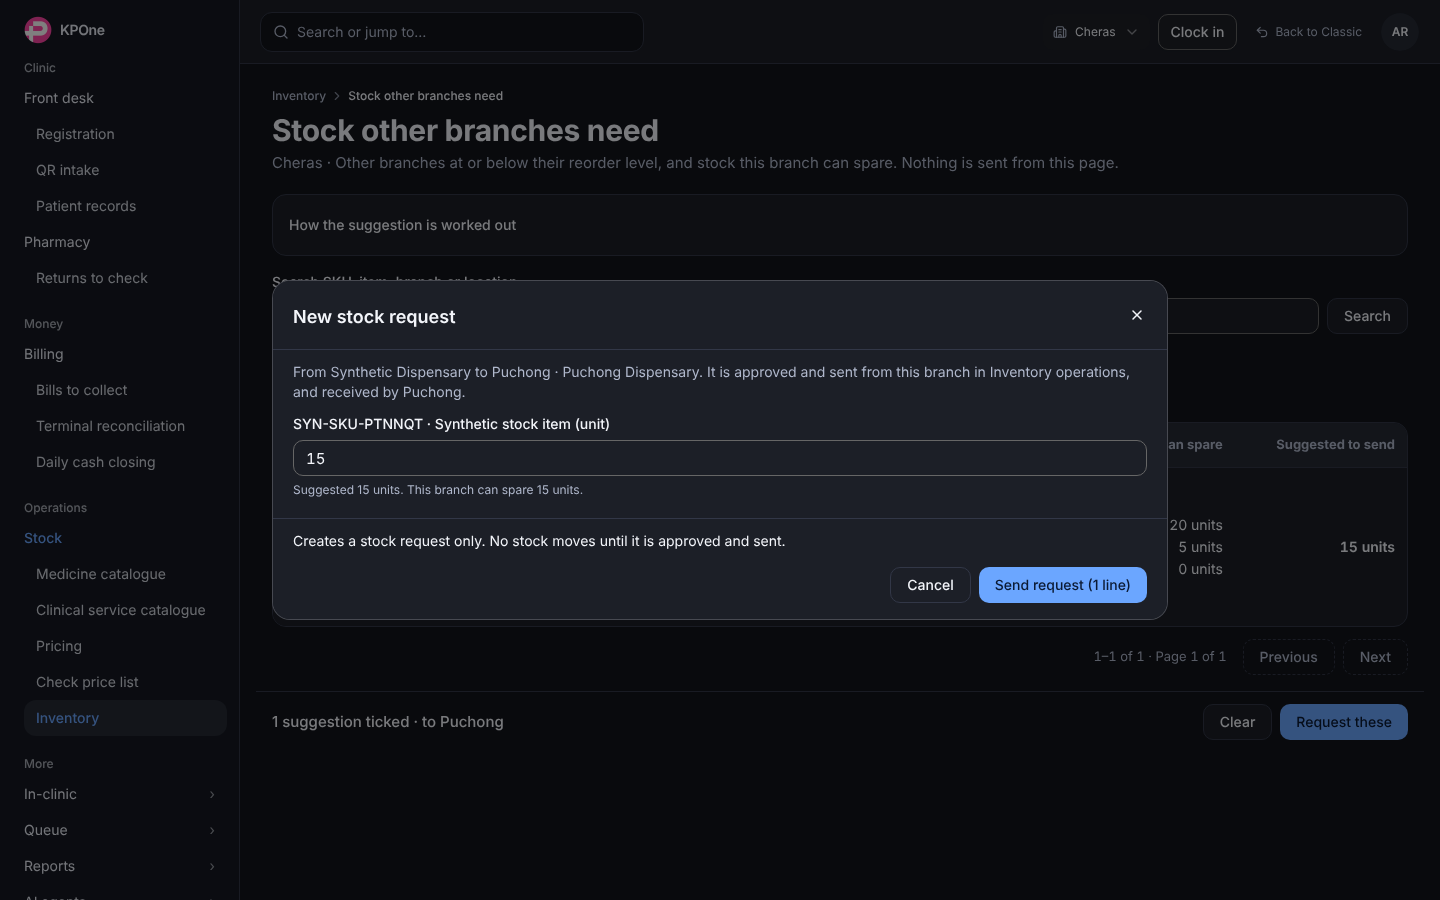 KPOne
Search or jump to...
Cheras
Clock in
Back to Classic
AR
Clinic
Front desk
Registration
QR intake
Patient records
Pharmacy
Returns to check
Money
Billing
Bills to collect
Terminal reconciliation
Daily cash closing
Operations
Stock
Medicine catalogue
Clinical service catalogue
Pricing
Check price list
Inventory
More
In-clinic
Queue
Reports
Inventory > Stock other branches need
Stock other branches need
Cheras · Other branches at or below their reorder level, and stock this branch can spare. Nothing is sent from this page.
How the suggestion is worked out
Search
New stock request
From Synthetic Dispensary to Puchong · Puchong Dispensary. It is approved and sent from this branch in Inventory operations,
and received by Puchong.
SYN-SKU-PTNNQT · Synthetic stock item (unit)
15
Suggested 15 units. This branch can spare 15 units.
Creates a stock request only. No stock moves until it is approved and sent.
Cancel
Send request (1 line)
spare
Suggested to send
20 units
5 units
15 units
0 units
1–1 of 1 · Page 1 of 1
Previous
Next
1 suggestion ticked · to Puchong
Clear
Request these